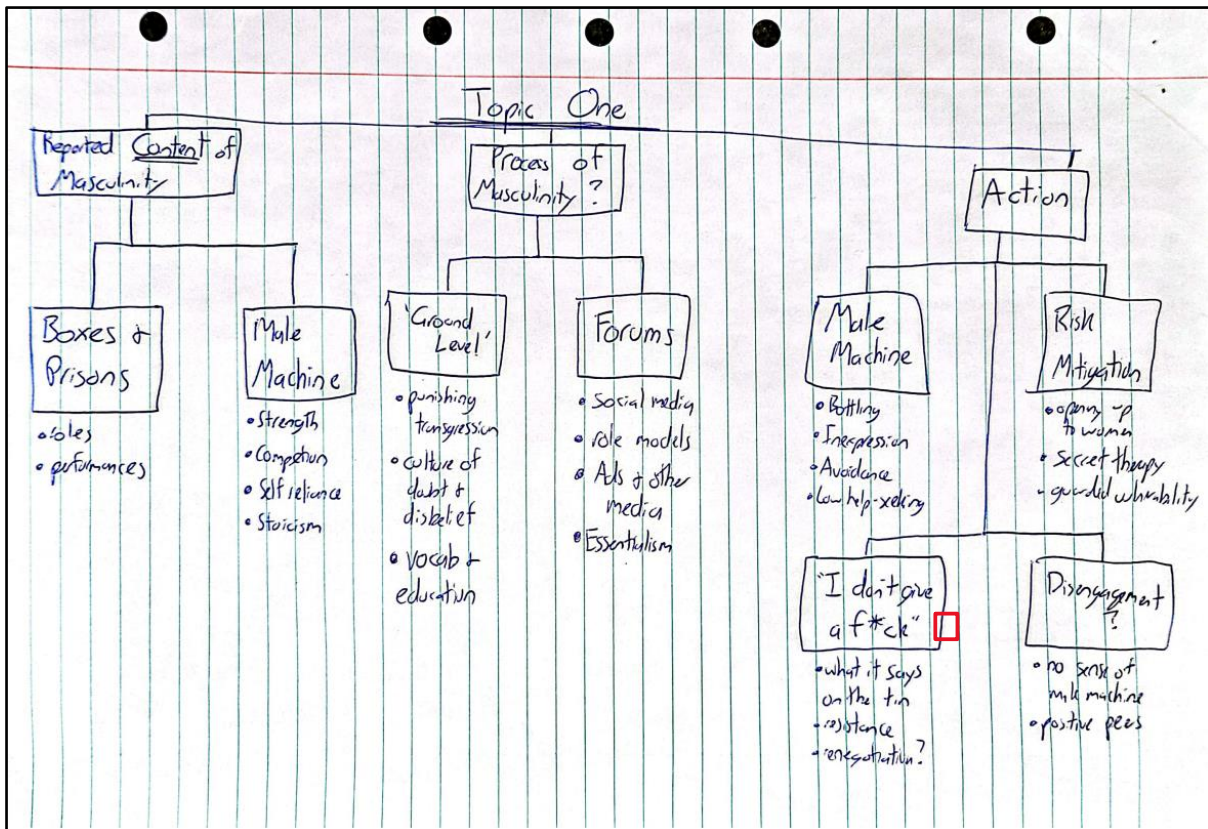 Topic One
Reported Content of
Masculinity
Boxes &
Prisons
• roles
• performances
Male
Machine
• Strength
• Competion
• Self reliance
• Stoicism
Process of
Masculinity
?
'Ground
Level'
• punishing
transgression
• culture of
doubt &
disbelief
• vocab &
education
Forums
• Social media
• role models
• Ads & other
media
• Essentialism
Action
Male
Machine
• Bottling
• Inexpression
• Avoidance
• Low help-seeking
Risk
Mitigation
• opening up
to women
• secret therapy
• guarded vulnerability
"I don't give
a f*ck"
• what it says
on the tin
• resistance
• renegotiation?
Disengagement
?
• no sense of
male machine
• positive peers